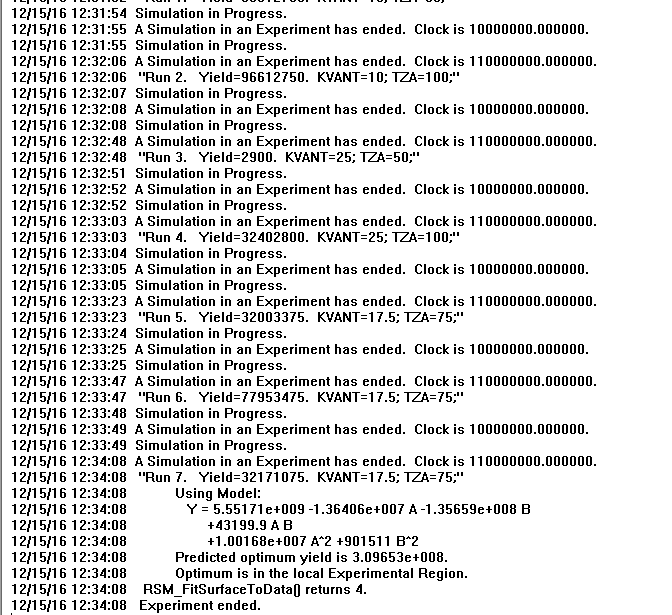 12/15/16 12:31:54 Simulation in Progress.
12/15/16 12:31:55 A Simulation in an Experiment has ended. Clock is 10000000.000000.
12/15/16 12:31:55 Simulation in Progress.
12/15/16 12:32:06 A Simulation in an Experiment has ended. Clock is 110000000.000000.
12/15/16 12:32:06 "Run 2. Yield=96612750. KVANT=10; TZA=100;"
12/15/16 12:32:07 Simulation in Progress.
12/15/16 12:32:08 A Simulation in an Experiment has ended. Clock is 10000000.000000.
12/15/16 12:32:08 Simulation in Progress.
12/15/16 12:32:48 A Simulation in an Experiment has ended. Clock is 110000000.000000.
12/15/16 12:32:48 "Run 3. Yield=2900. KVANT=25; TZA=50;"
12/15/16 12:32:51 Simulation in Progress.
12/15/16 12:32:52 A Simulation in an Experiment has ended. Clock is 10000000.000000.
12/15/16 12:32:52 Simulation in Progress.
12/15/16 12:33:03 A Simulation in an Experiment has ended. Clock is 110000000.000000.
12/15/16 12:33:03 "Run 4. Yield=32402800. KVANT=25; TZA=100;"
12/15/16 12:33:04 Simulation in Progress.
12/15/16 12:33:05 A Simulation in an Experiment has ended. Clock is 10000000.000000.
12/15/16 12:33:05 Simulation in Progress.
12/15/16 12:33:23 A Simulation in an Experiment has ended. Clock is 110000000.000000.
12/15/16 12:33:23 "Run 5. Yield=32003375. KVANT=17.5; TZA=75;"
12/15/16 12:33:24 Simulation in Progress.
12/15/16 12:33:25 A Simulation in an Experiment has ended. Clock is 10000000.000000.
12/15/16 12:33:25 Simulation in Progress.
12/15/16 12:33:47 A Simulation in an Experiment has ended. Clock is 110000000.000000.
12/15/16 12:33:47 "Run 6. Yield=77953475. KVANT=17.5; TZA=75;"
12/15/16 12:33:48 Simulation in Progress.
12/15/16 12:33:49 A Simulation in an Experiment has ended. Clock is 10000000.000000.
12/15/16 12:33:49 Simulation in Progress.
12/15/16 12:34:08 A Simulation in an Experiment has ended. Clock is 110000000.000000.
12/15/16 12:34:08 "Run 7. Yield=32171075. KVANT=17.5; TZA=75;"
12/15/16 12:34:08 Using Model:
12/15/16 12:34:08 Y = 5.55171e+009 -1.36406e+007 A -1.35659e+008 B
12/15/16 12:34:08 +43199.9 A B
12/15/16 12:34:08 +1.00168e+007 A^2 +901511 B^2
12/15/16 12:34:08 Predicted optimum yield is 3.09653e+008.
12/15/16 12:34:08 Optimum is in the local Experimental Region.
12/15/16 12:34:08 RSM_FitSurfaceToData() returns 4.
12/15/16 12:34:08 Experiment ended.